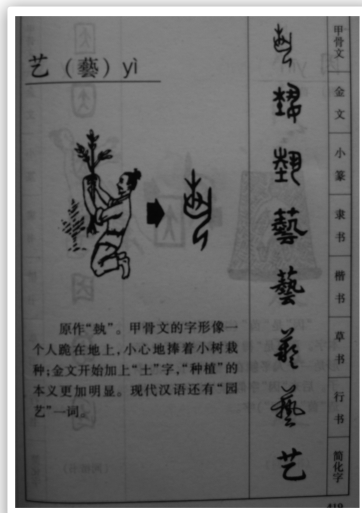 艺（藝）yì
原作“埶”。甲骨文的字形像一
个人跪在地上，小心地捧着小树栽
种；金文开始加上“土”字，“种植”的
本义更加明显。现代汉语还有“园
艺”一词。
甲骨文
金文
小篆
隶书
楷书
草书
行书
简化字
藝
藝
艺
419